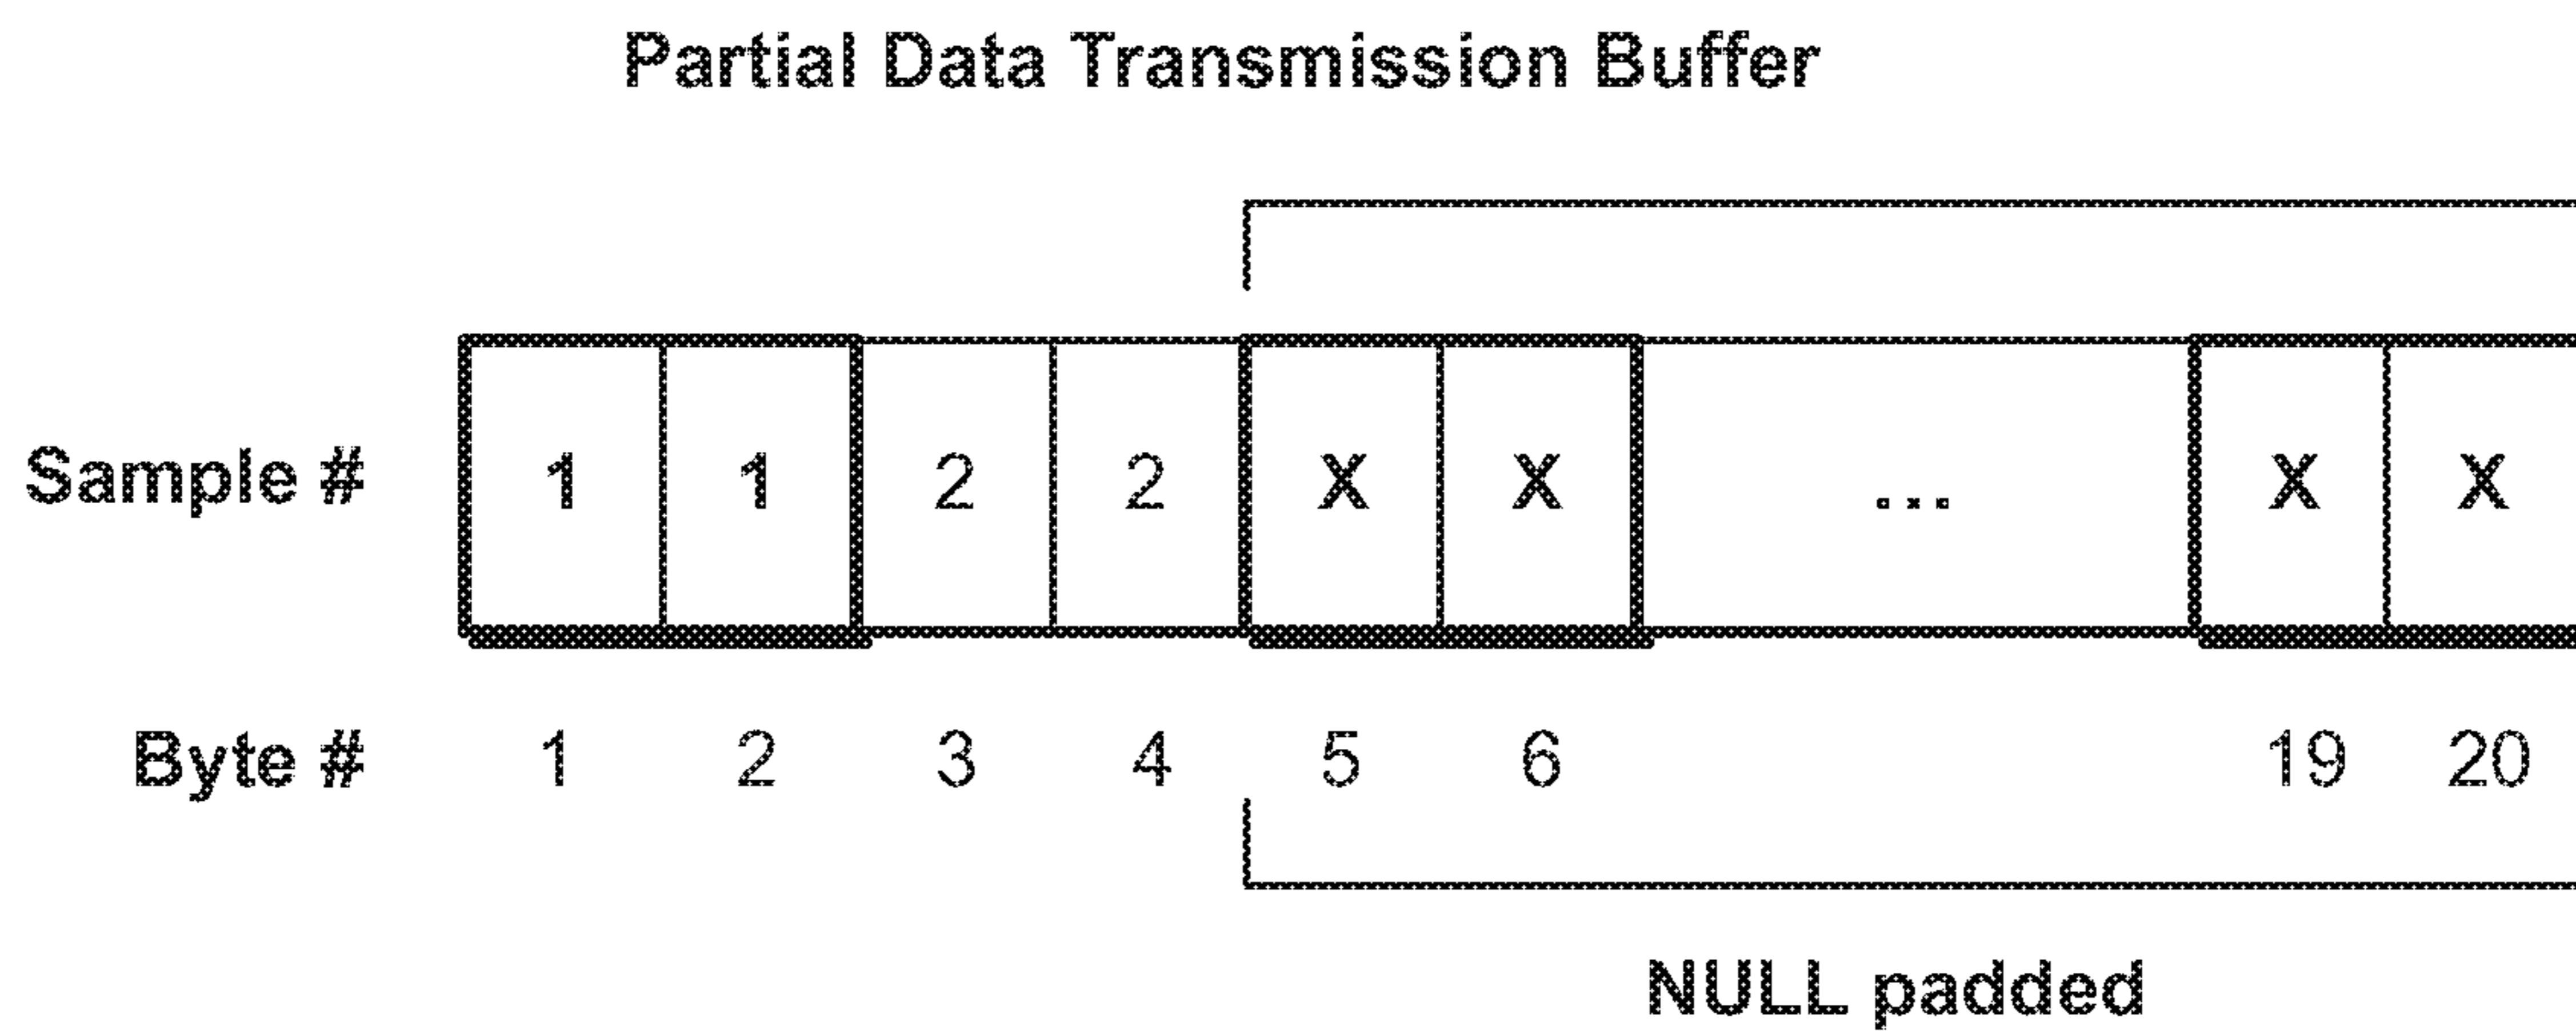 Partial Data Transmission Buffer
Sample # 1 1 2 2 X X ... X X
Byte # 1 2 3 4 5 6 19 20
NULL padded